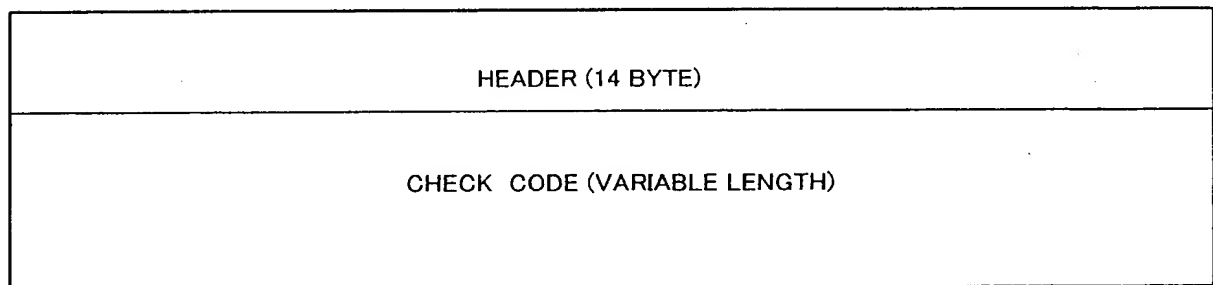 HEADER (14 BYTE)
CHECK CODE (VARIABLE LENGTH)